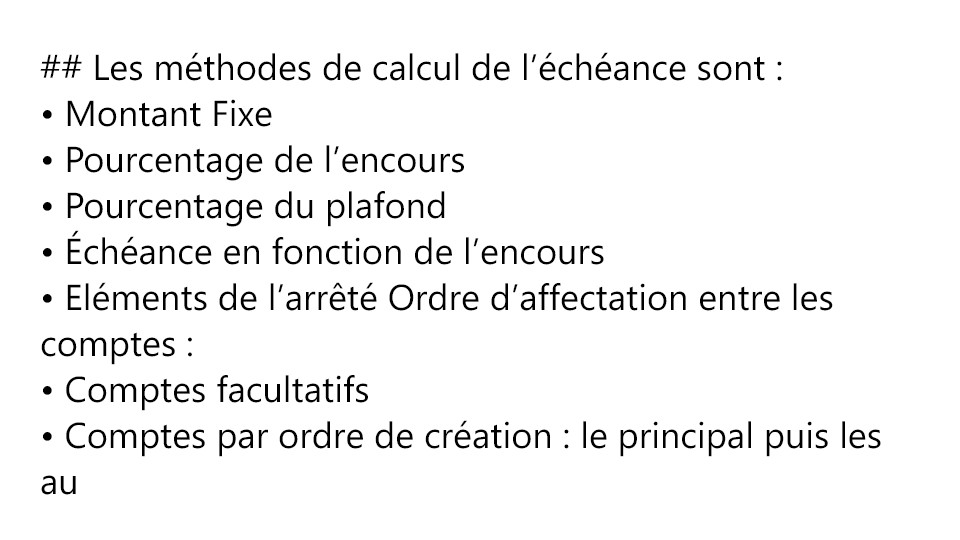 ## Les méthodes de calcul de l’échéance sont :
• Montant Fixe
• Pourcentage de l’encours
• Pourcentage du plafond
• Échéance en fonction de l’encours
• Eléments de l’arrêté Ordre d’affectation entre les
comptes :
• Comptes facultatifs
• Comptes par ordre de création : le principal puis les
au